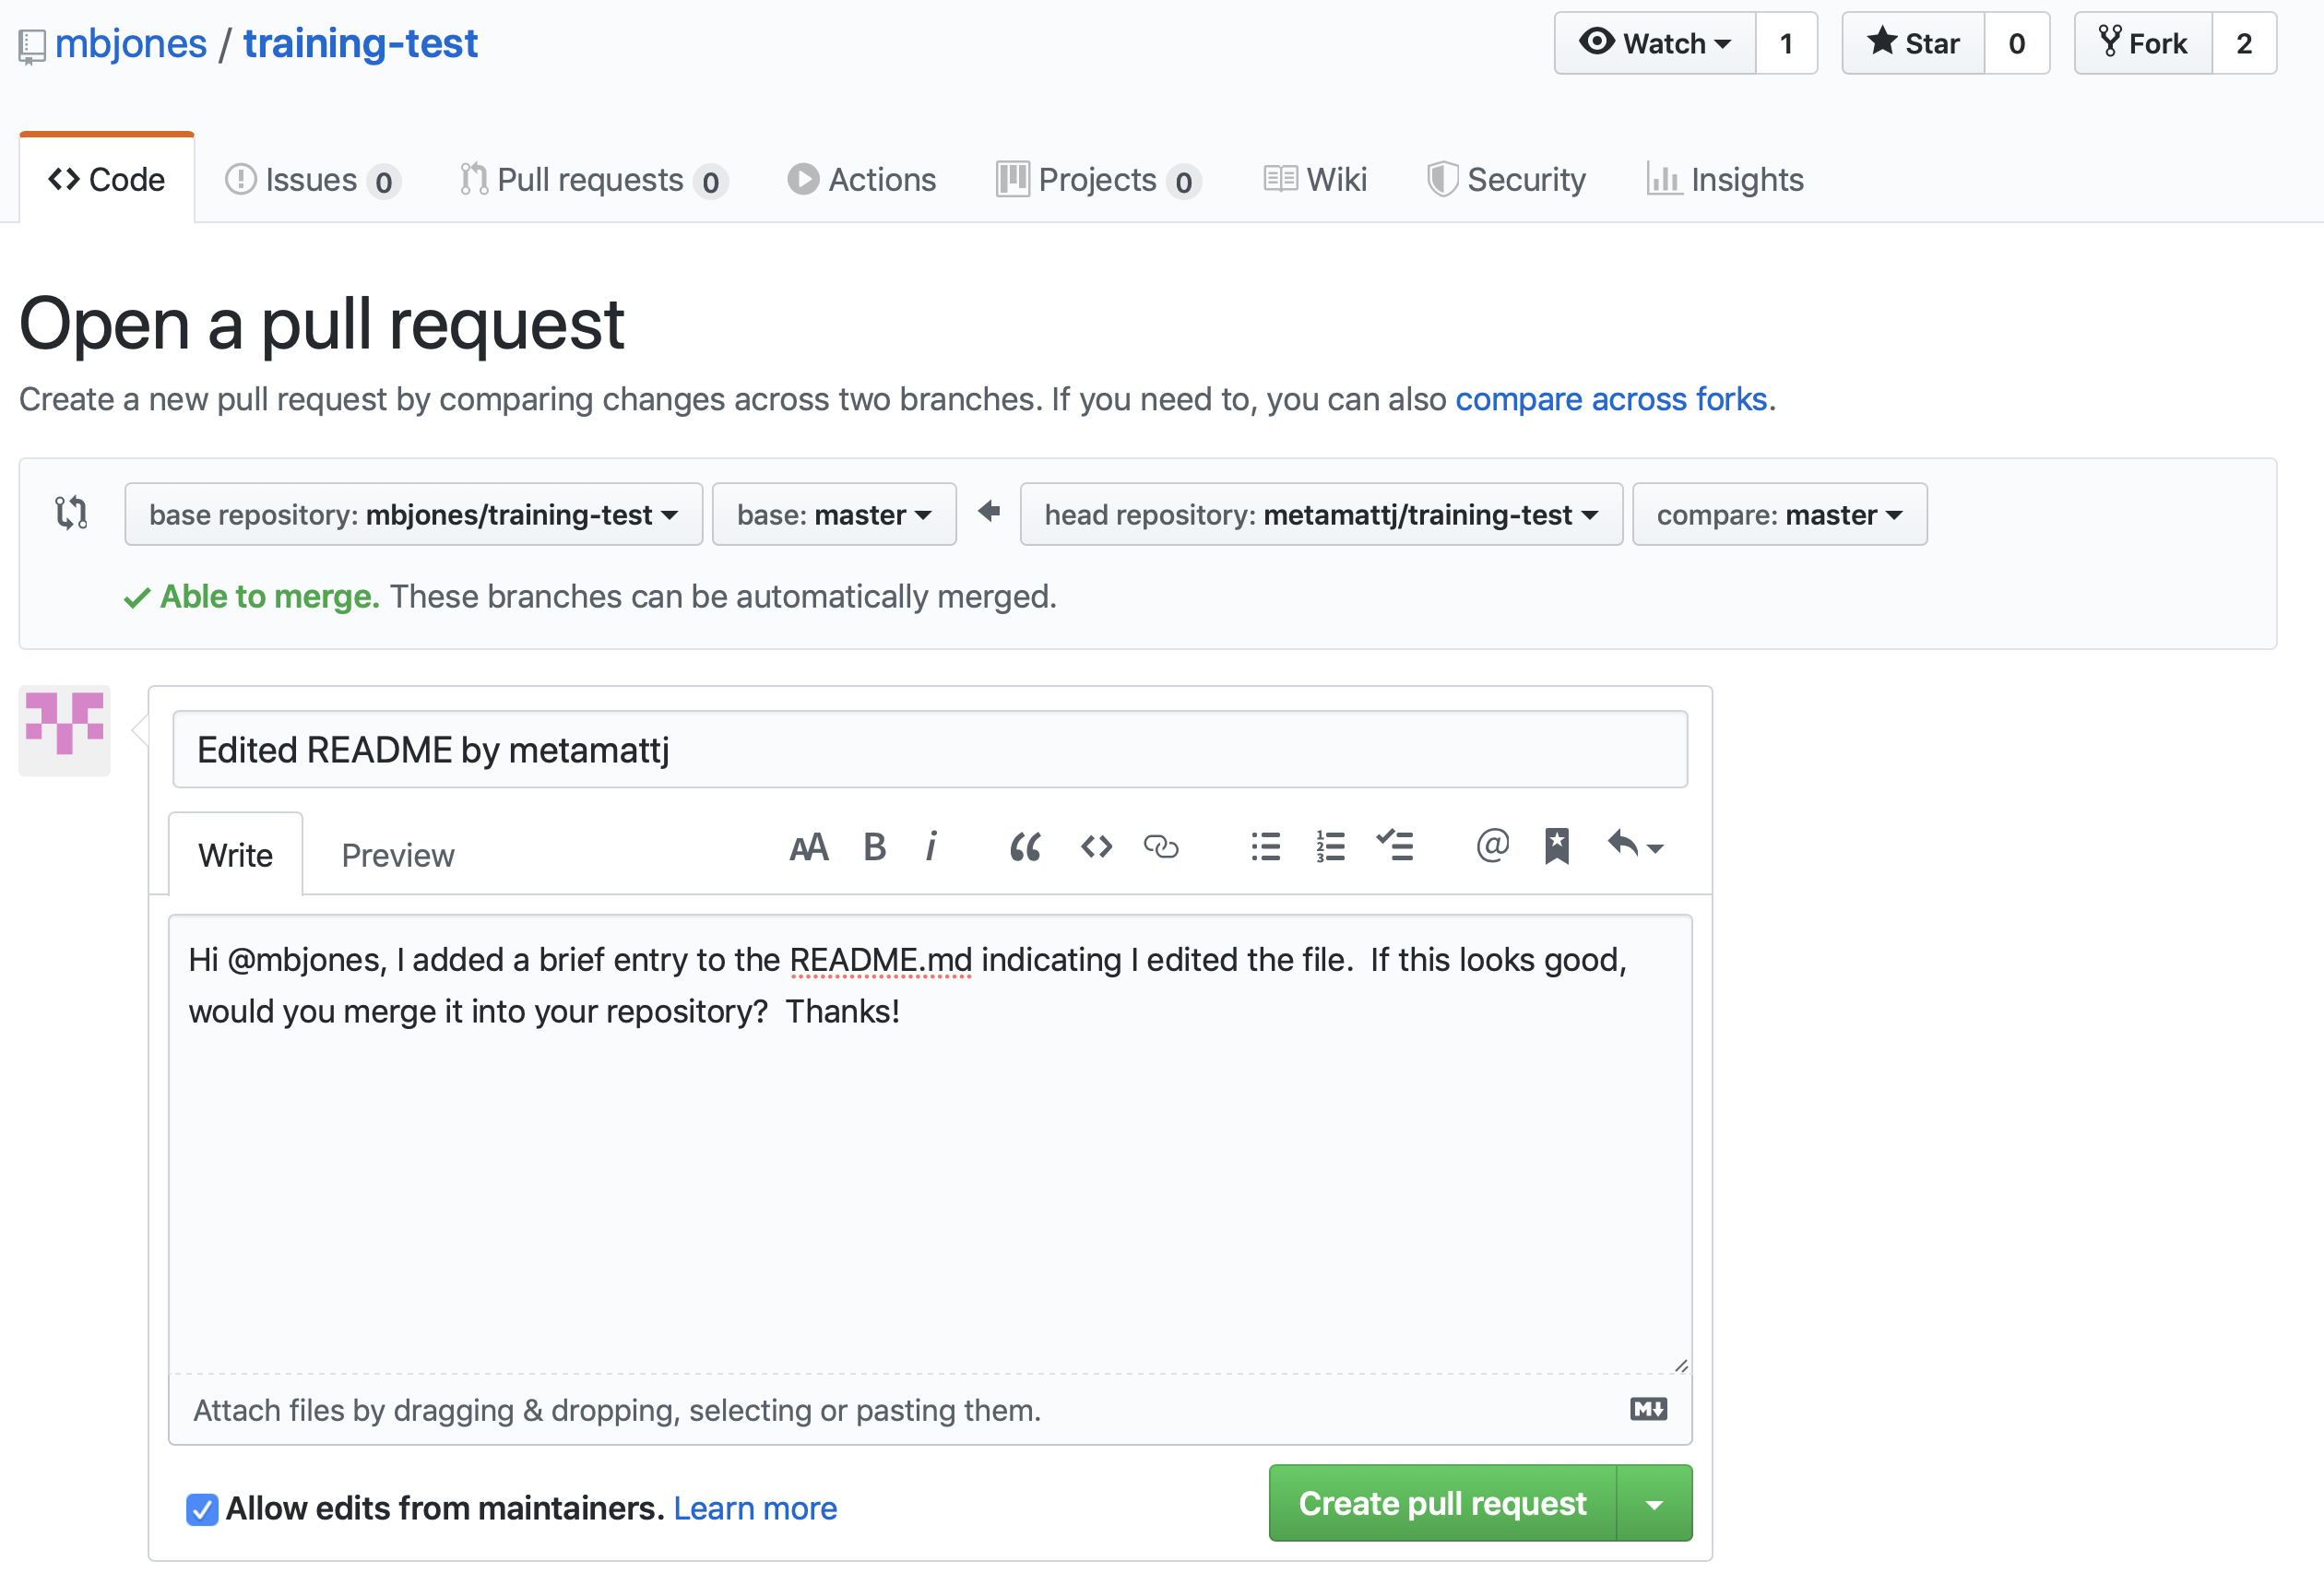 mbjones / training-test
Watch 1 Star 0 Fork 2
Code Issues 0 Pull requests 0 Actions Projects 0 Wiki Security Insights
Open a pull request
Create a new pull request by comparing changes across two branches. If you need to, you can also compare across forks.
base repository: mbjones/training-test base: master head repository: metamattj/training-test compare: master
Able to merge. These branches can be automatically merged.
Edited README by metamattj
Write Preview AA B i “ <> 1 2 3 @
Hi @mbjones, I added a brief entry to the README.md indicating I edited the file.  If this looks good,
would you merge it into your repository?  Thanks!
Attach files by dragging & dropping, selecting or pasting them. M
Allow edits from maintainers. Learn more Create pull request